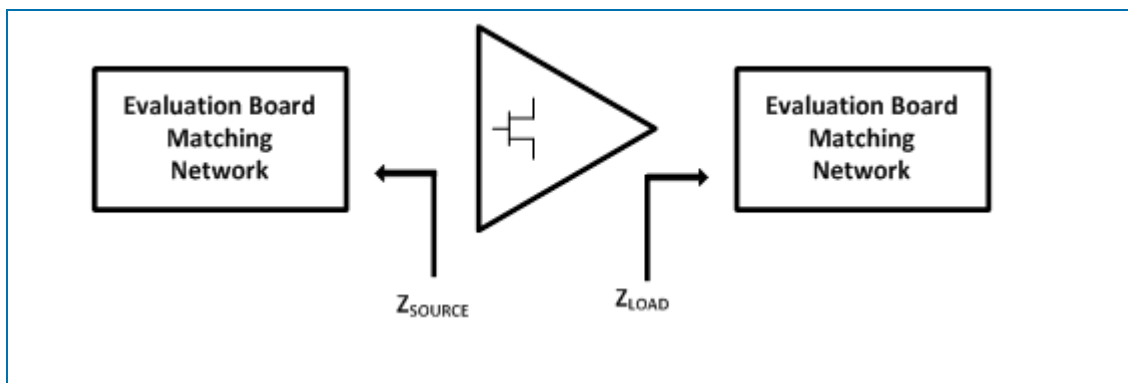 Evaluation Board
Matching
Network
Evaluation Board
Matching
Network
ZSOURCE
ZLOAD